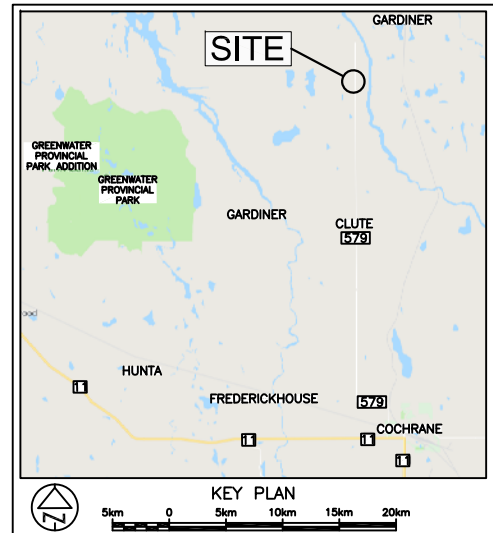 GARDINER
SITE
GREENWATER
PROVINCIAL
PARK ADDITION
GREENWATER
PROVINCIAL
PARK
GARDINER
CLUTE
579
oad
HUNTA
11
FREDERICKHOUSE
579
COCHRANE
11
11
11
KEY PLAN
N
5km 0 5km 10km 15km 20km